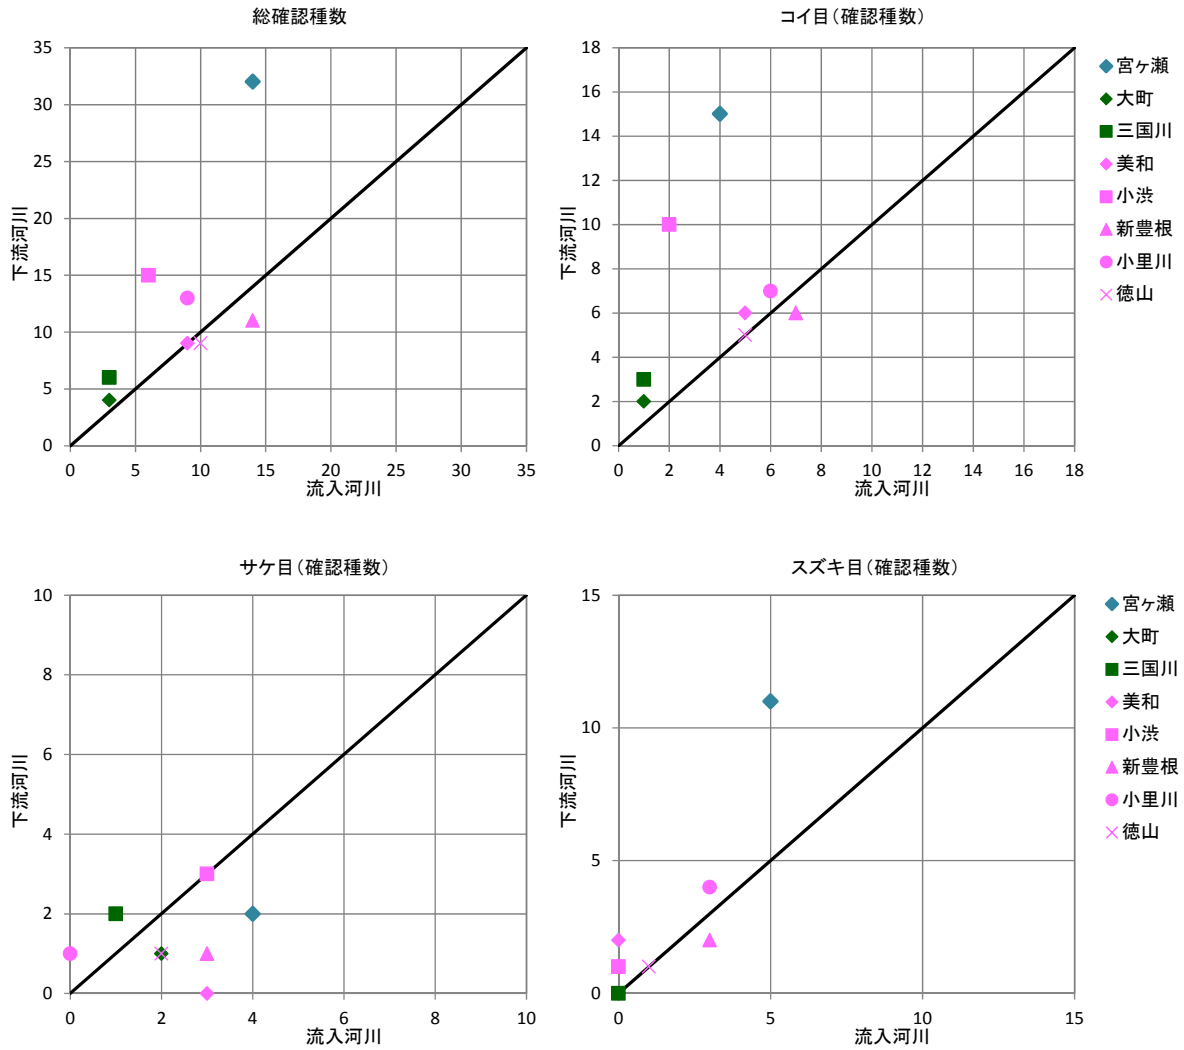 総確認種数
35
30
25
20
15
10
5
0
下流河川
0 5 10 15 20 25 30 35
流入河川
コイ目(確認種数)
18
16
14
12
10
8
6
4
2
0
下流河川
0 2 4 6 8 10 12 14 16 18
流入河川
宮ヶ瀬
大町
三国川
美和
小渋
新豊根
小里川
徳山
サケ目(確認種数)
10
8
6
4
2
0
下流河川
0 2 4 6 8 10
流入河川
スズキ目(確認種数)
15
10
5
0
下流河川
0 5 10 15
流入河川
宮ヶ瀬
大町
三国川
美和
小渋
新豊根
小里川
徳山